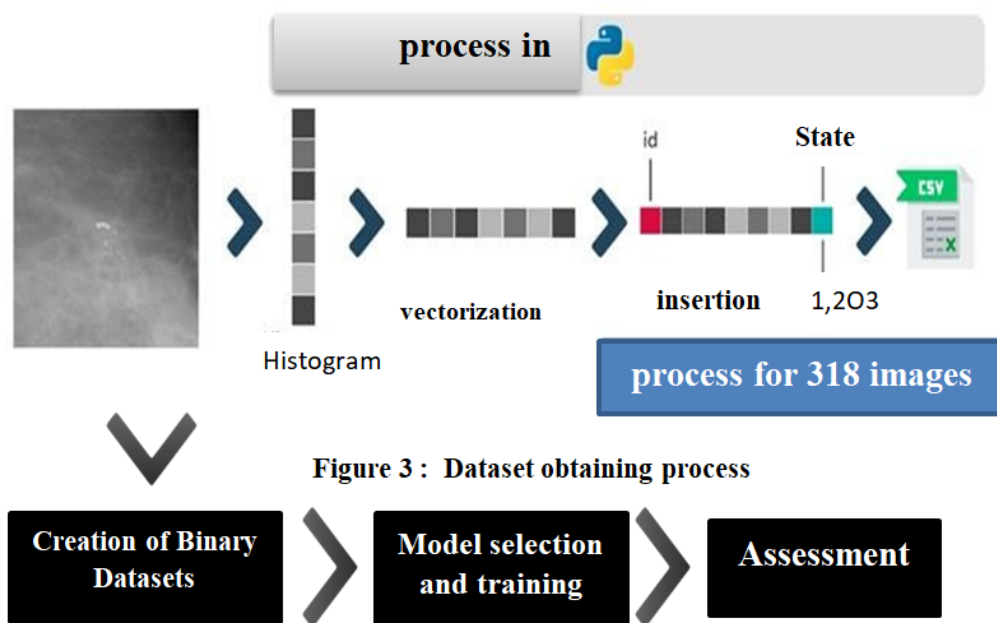 process in
id
State
CSV
vectorization
insertion
1,2O3
Histogram
process for 318 images
Figure 3 : Dataset obtaining process
Creation of Binary
Datasets
Model selection
and training
Assessment